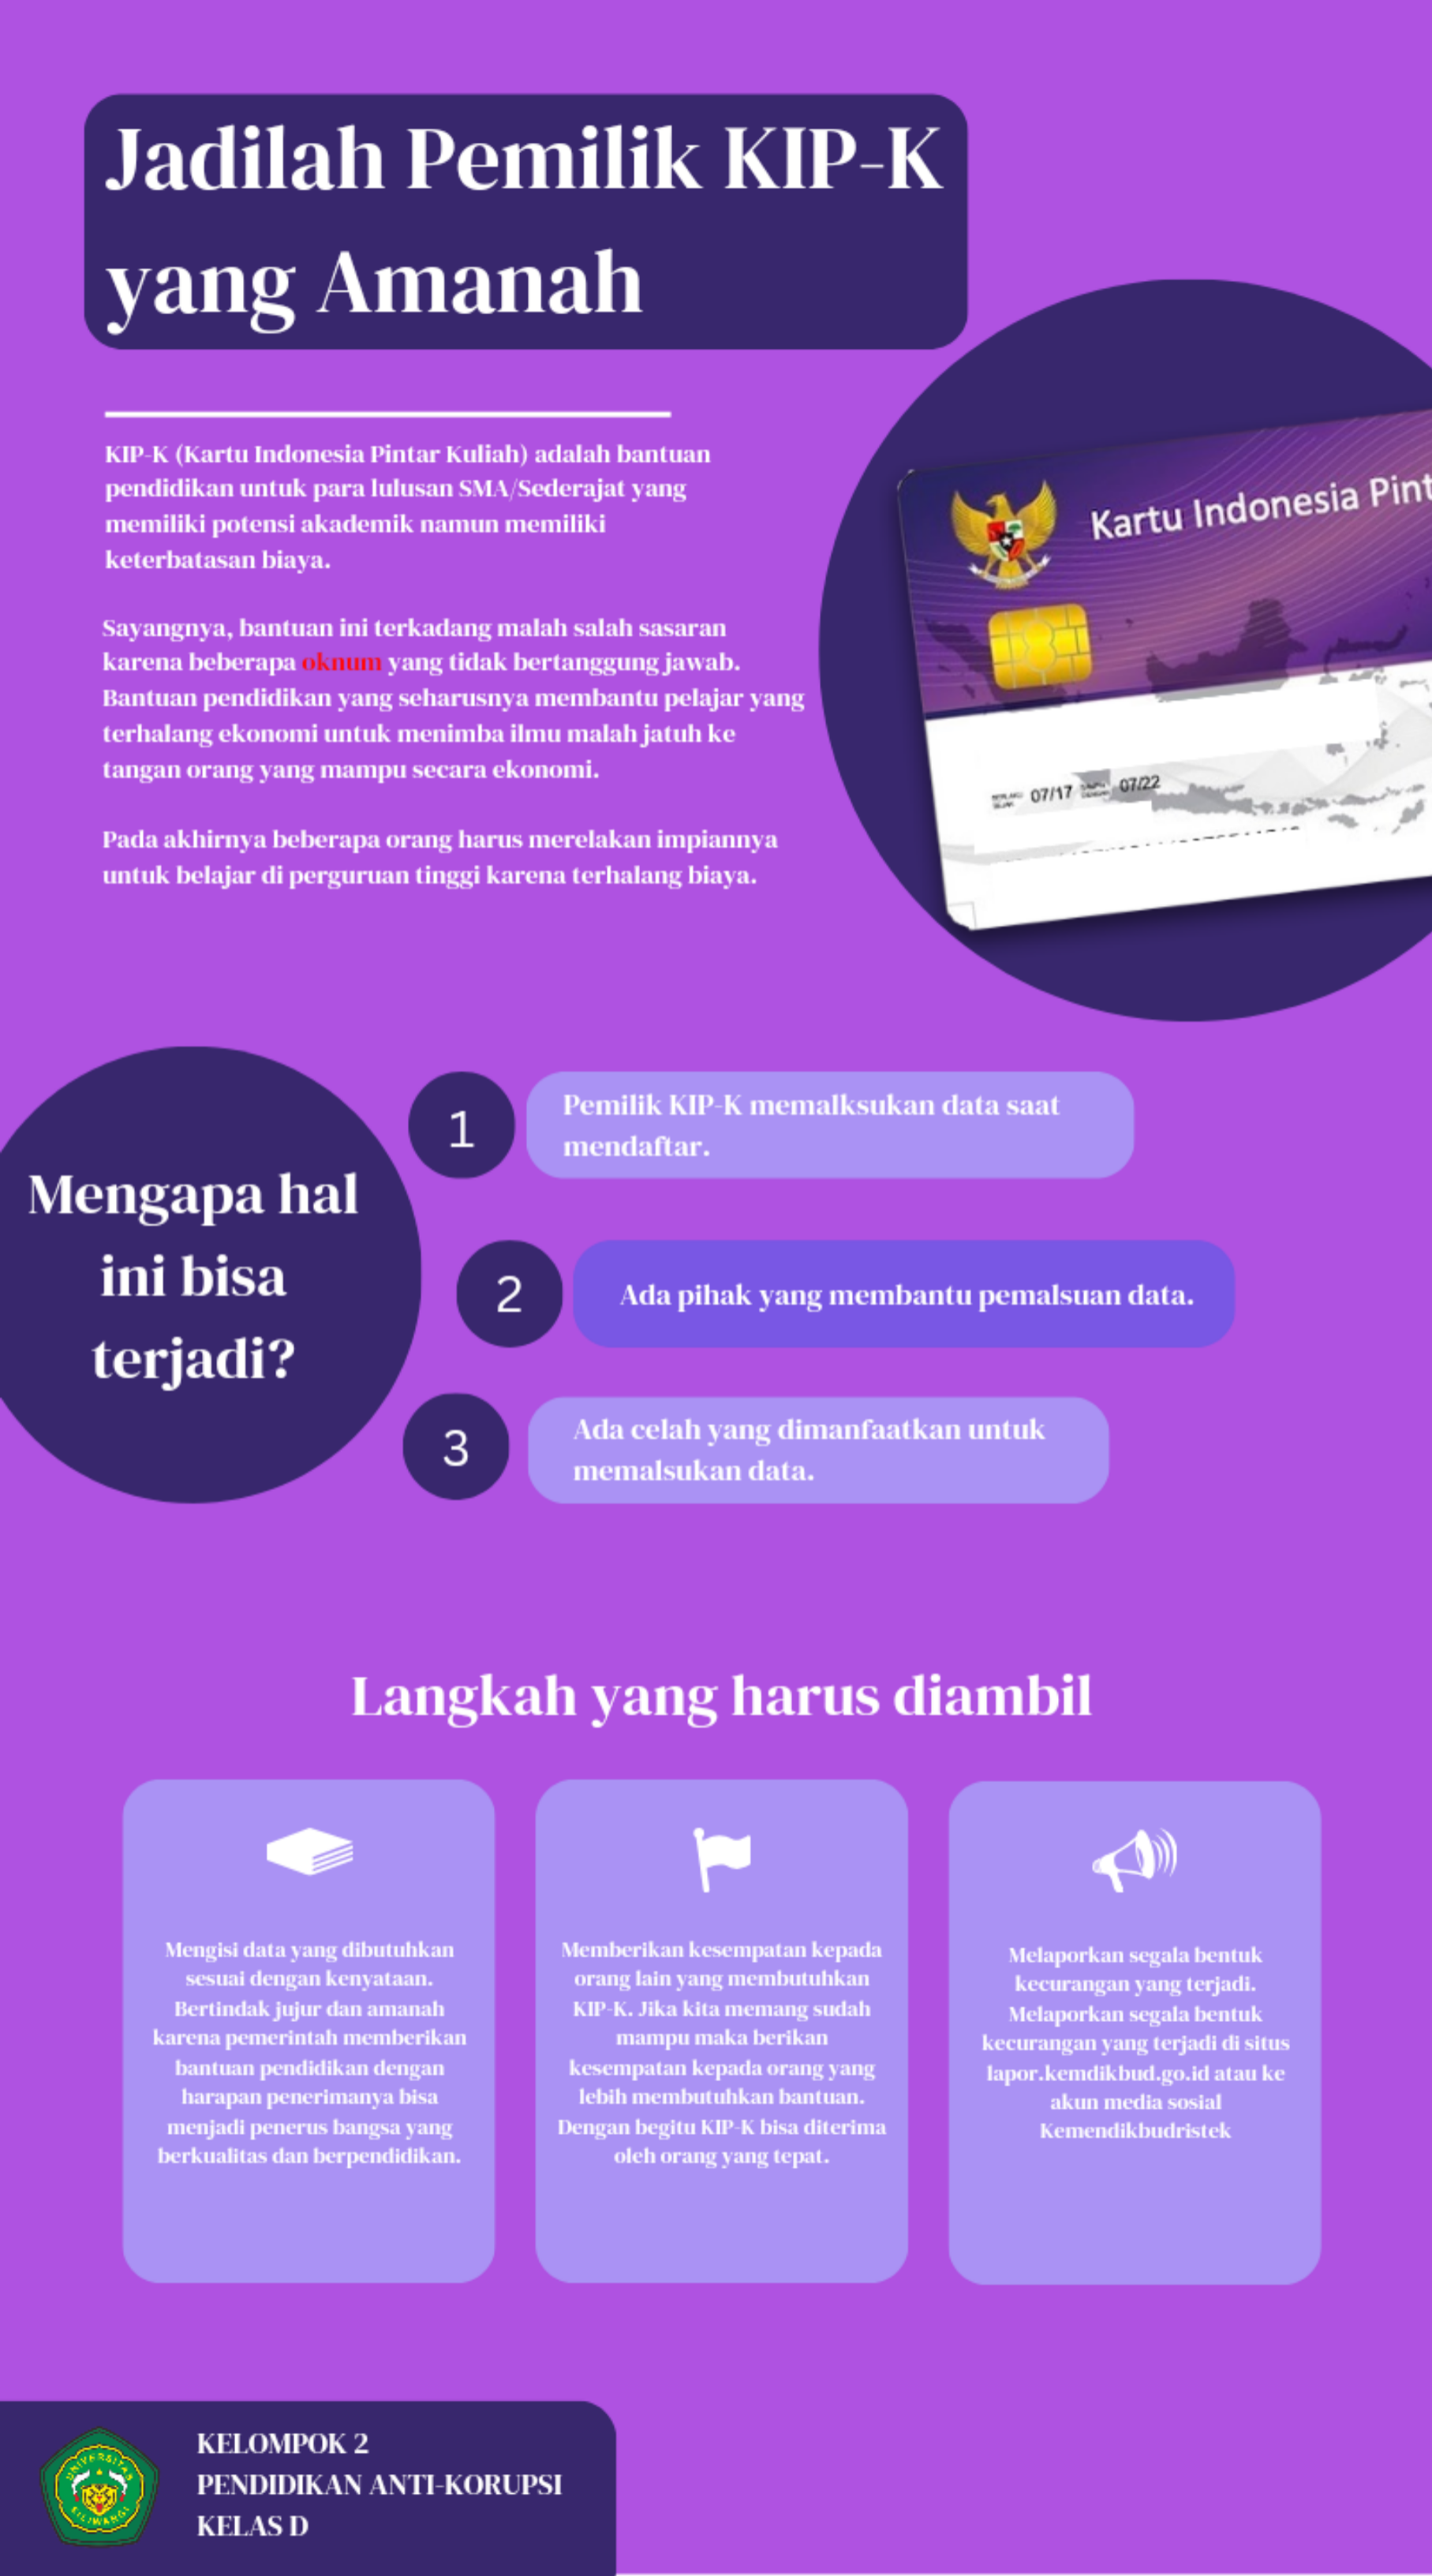 Jadilah Pemilik KIP-K
yang Amanah
KIP-K (Kartu Indonesia Pintar Kuliah) adalah bantuan
pendidikan untuk para lulusan SMA/Sederajat yang
memiliki potensi akademik namun memiliki
keterbatasan biaya.
Sayangnya, bantuan ini terkadang malah salah sasaran
karena beberapa oknum yang tidak bertanggung jawab.
Bantuan pendidikan yang seharusnya membantu pelajar yang
terhalang ekonomi untuk menimba ilmu malah jatuh ke
tangan orang yang mampu secara ekonomi.
Pada akhirnya beberapa orang harus merelakan impiannya
untuk belajar di perguruan tinggi karena terhalang biaya.
Kartu Indonesia Pint
07/17 07/22
Mengapa hal
ini bisa
terjadi?
1
Pemilik KIP-K memalksukan data saat
mendaftar.
2
Ada pihak yang membantu pemalsuan data.
3
Ada celah yang dimanfaatkan untuk
memalsukan data.
Langkah yang harus diambil
Mengisi data yang dibutuhkan
sesuai dengan kenyataan.
Bertindak jujur dan amanah
karena pemerintah memberikan
bantuan pendidikan dengan
harapan penerimanya bisa
menjadi penerus bangsa yang
berkualitas dan berpendidikan.
Memberikan kesempatan kepada
orang lain yang membutuhkan
KIP-K. Jika kita memang sudah
mampu maka berikan
kesempatan kepada orang yang
lebih membutuhkan bantuan.
Dengan begitu KIP-K bisa diterima
oleh orang yang tepat.
Melaporkan segala bentuk
kecurangan yang terjadi.
Melaporkan segala bentuk
kecurangan yang terjadi di situs
lapor.kemdikbud.go.id atau ke
akun media sosial
Kemendikbudristek
UNIVERSITAS
SILIWANGI
KELOMPOK 2
PENDIDIKAN ANTI-KORUPSI
KELAS D